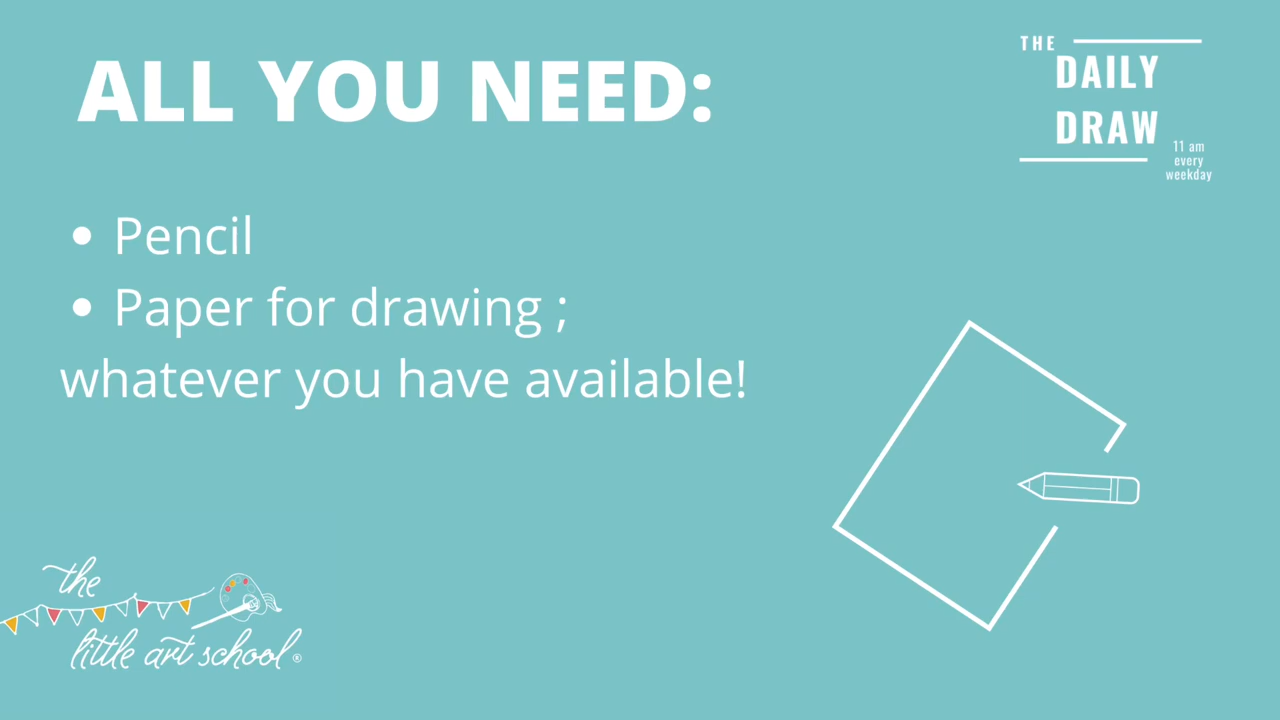 ALL YOU NEED:
THE
DAILY
DRAW
11 am
every
weekday
• Pencil
• Paper for drawing ;
whatever you have available!
the
little art school ®